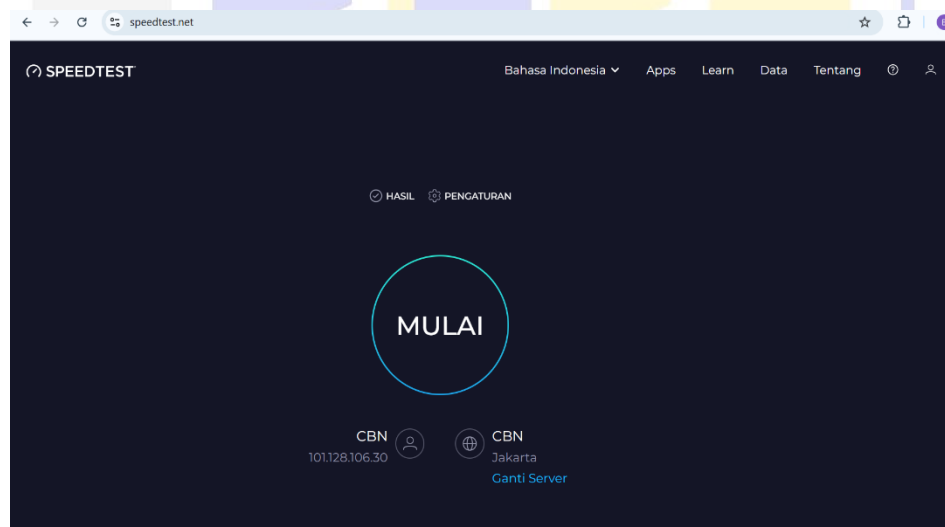 speedtest.net
SPEEDTEST
Bahasa Indonesia Apps Learn Data Tentang
HASIL PENGATURAN
MULAI
CBN
101.128.106.30
CBN
Jakarta
Ganti Server